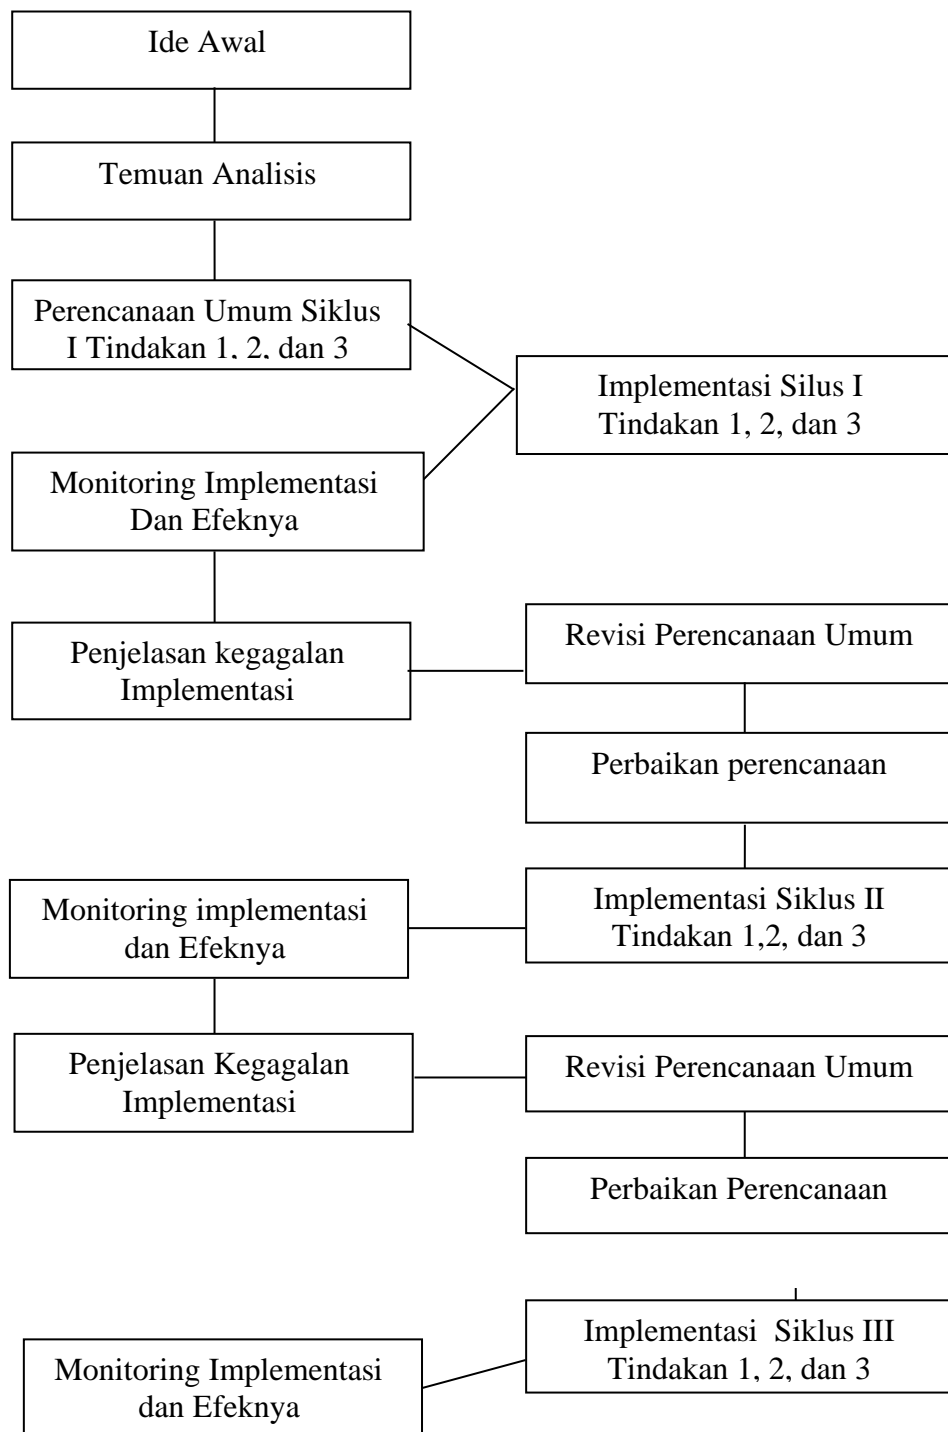 Ide Awal
Temuan Analisis
Perencanaan Umum Siklus
I Tindakan 1, 2, dan 3
Implementasi Silus I
Tindakan 1, 2, dan 3
Monitoring Implementasi
Dan Efeknya
Penjelasan kegagalan
Implementasi
Revisi Perencanaan Umum
Perbaikan perencanaan
Implementasi Siklus II
Tindakan 1,2, dan 3
Monitoring implementasi
dan Efeknya
Penjelasan Kegagalan
Implementasi
Revisi Perencanaan Umum
Perbaikan Perencanaan
Implementasi  Siklus III
Tindakan 1, 2, dan 3
Monitoring Implementasi
dan Efeknya